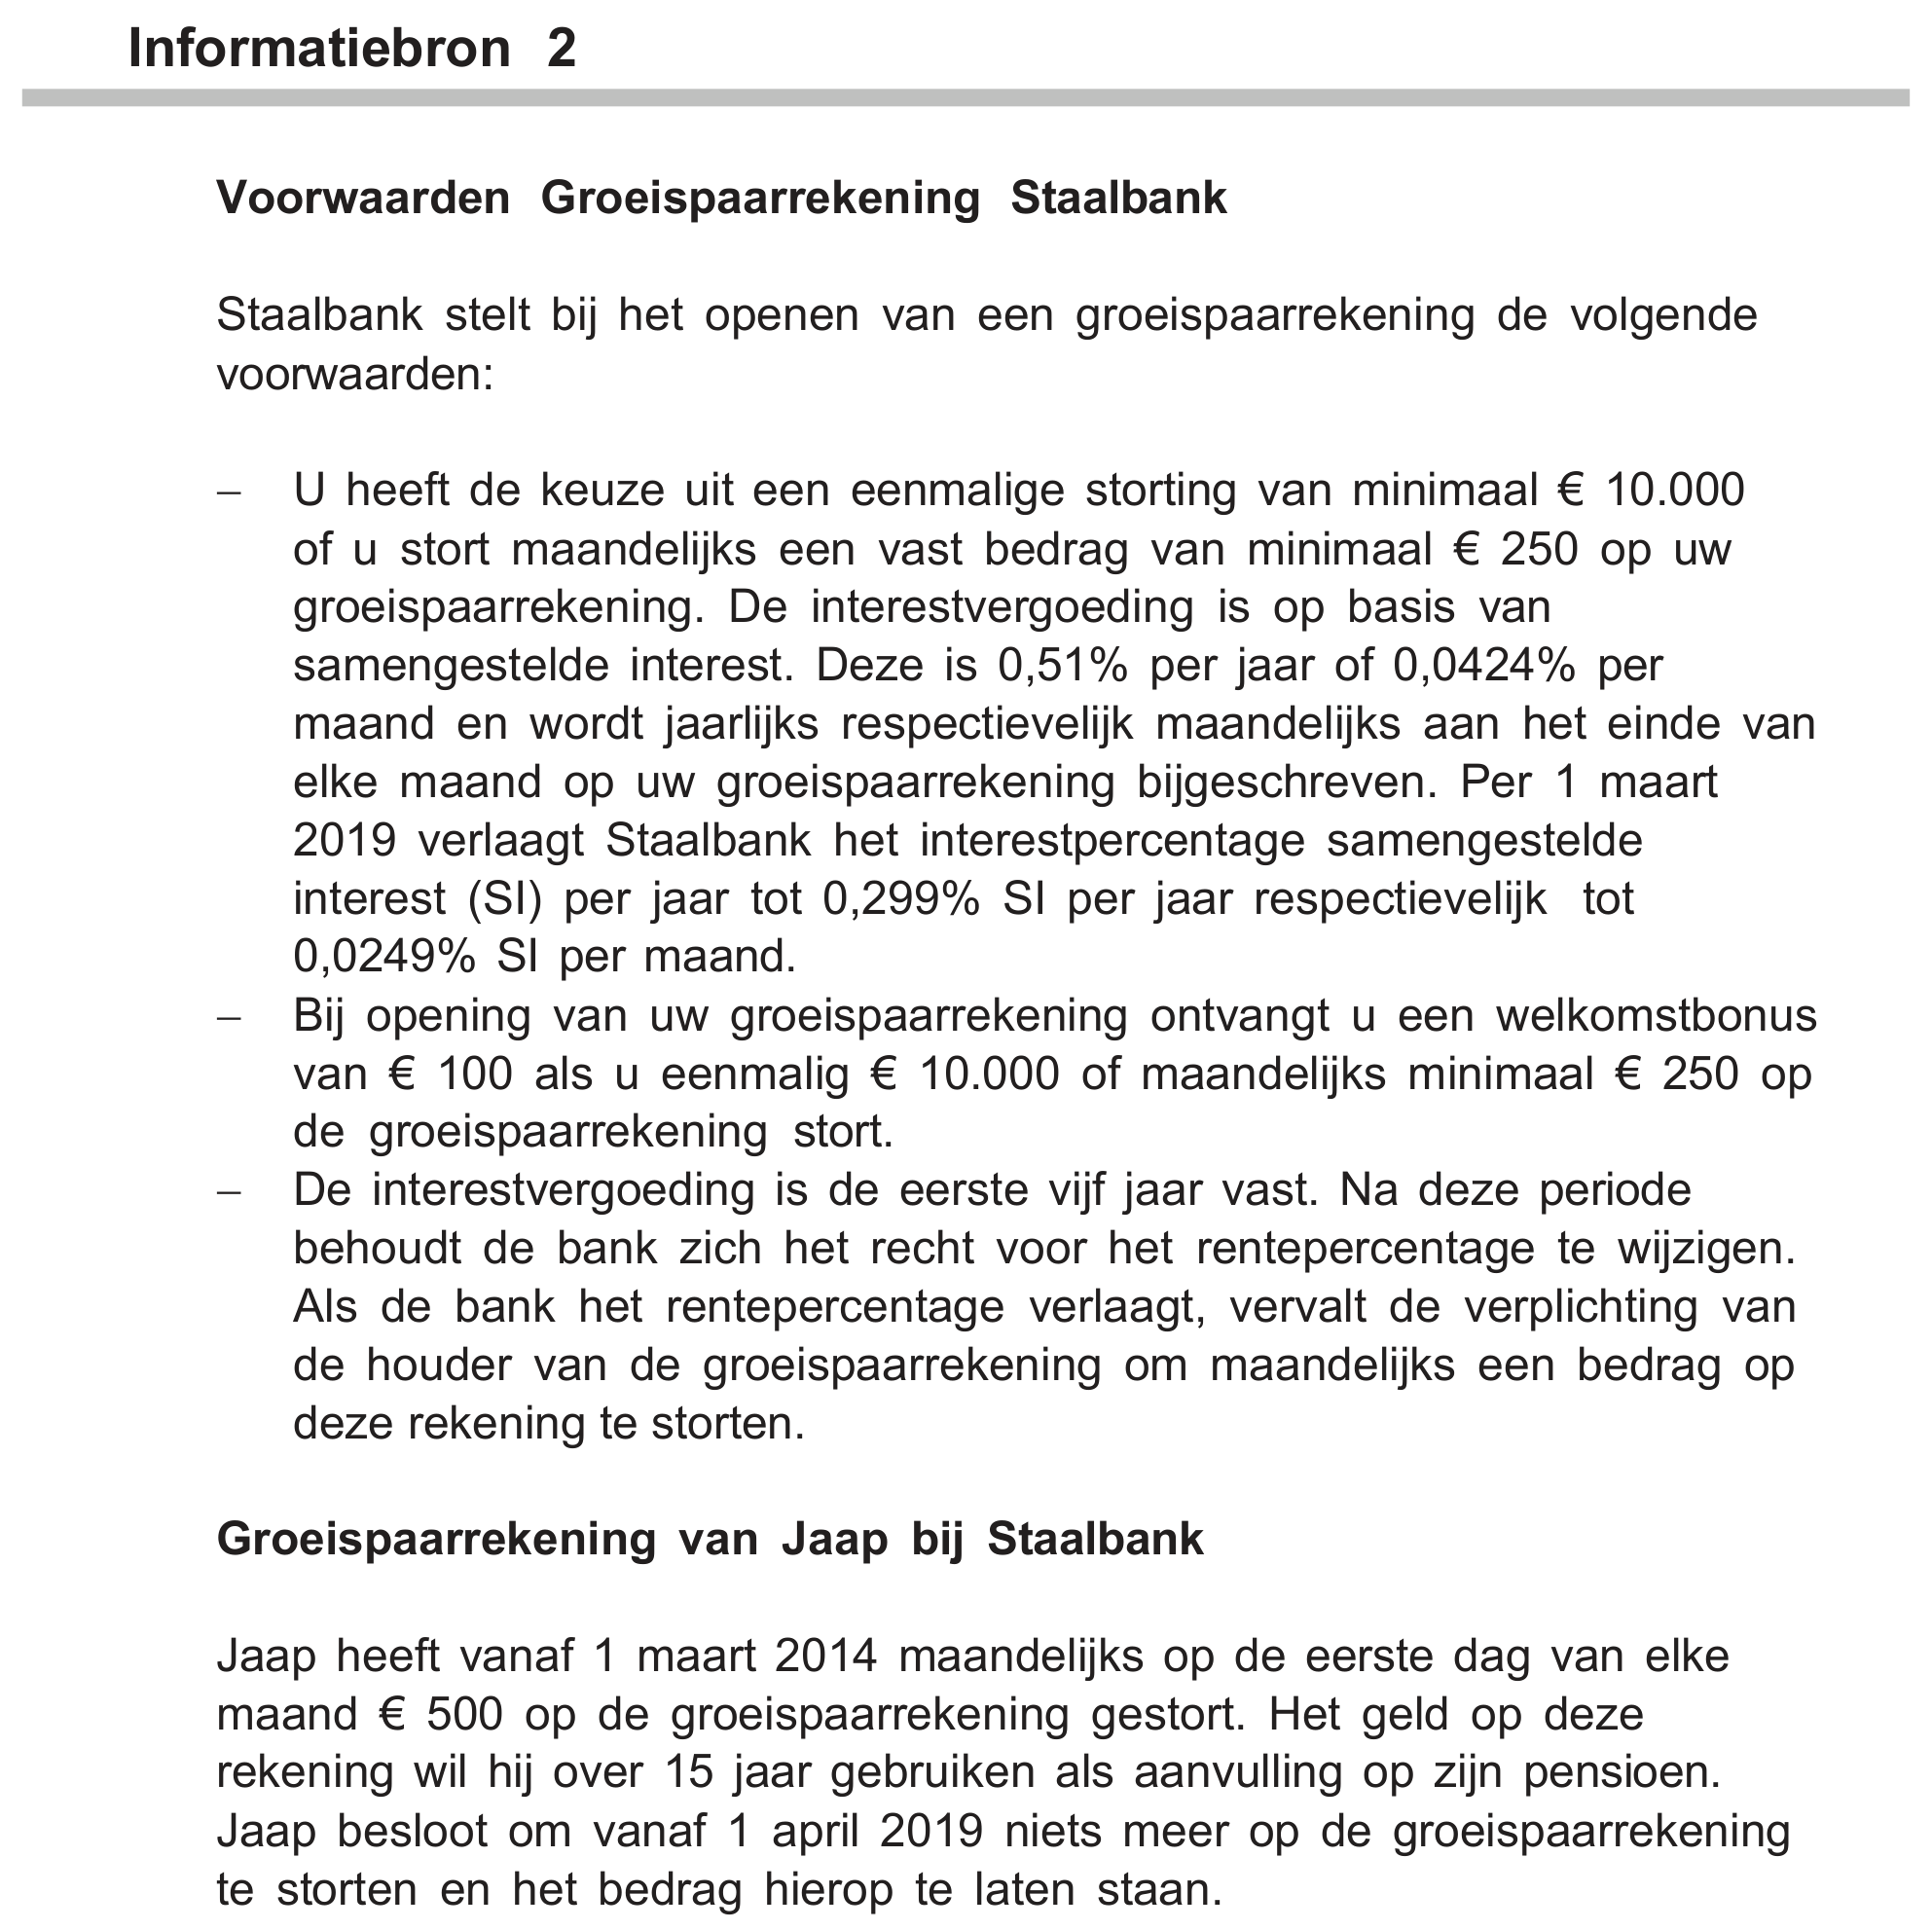 Informatiebron 2
Voorwaarden Groeispaarrekening Staalbank
Staalbank stelt bij het openen van een groeispaarrekening de volgende
voorwaarden:
– U heeft de keuze uit een eenmalige storting van minimaal € 10.000
of u stort maandelijks een vast bedrag van minimaal € 250 op uw
groeispaarrekening. De interestvergoeding is op basis van
samengestelde interest. Deze is 0,51% per jaar of 0,0424% per
maand en wordt jaarlijks respectievelijk maandelijks aan het einde van
elke maand op uw groeispaarrekening bijgeschreven. Per 1 maart
2019 verlaagt Staalbank het interestpercentage samengestelde
interest (SI) per jaar tot 0,299% SI per jaar respectievelijk tot
0,0249% SI per maand.
– Bij opening van uw groeispaarrekening ontvangt u een welkomstbonus
van € 100 als u eenmalig € 10.000 of maandelijks minimaal € 250 op
de groeispaarrekening stort.
– De interestvergoeding is de eerste vijf jaar vast. Na deze periode
behoudt de bank zich het recht voor het rentepercentage te wijzigen.
Als de bank het rentepercentage verlaagt, vervalt de verplichting van
de houder van de groeispaarrekening om maandelijks een bedrag op
deze rekening te storten.
Groeispaarrekening van Jaap bij Staalbank
Jaap heeft vanaf 1 maart 2014 maandelijks op de eerste dag van elke
maand € 500 op de groeispaarrekening gestort. Het geld op deze
rekening wil hij over 15 jaar gebruiken als aanvulling op zijn pensioen.
Jaap besloot om vanaf 1 april 2019 niets meer op de groeispaarrekening
te storten en het bedrag hierop te laten staan.